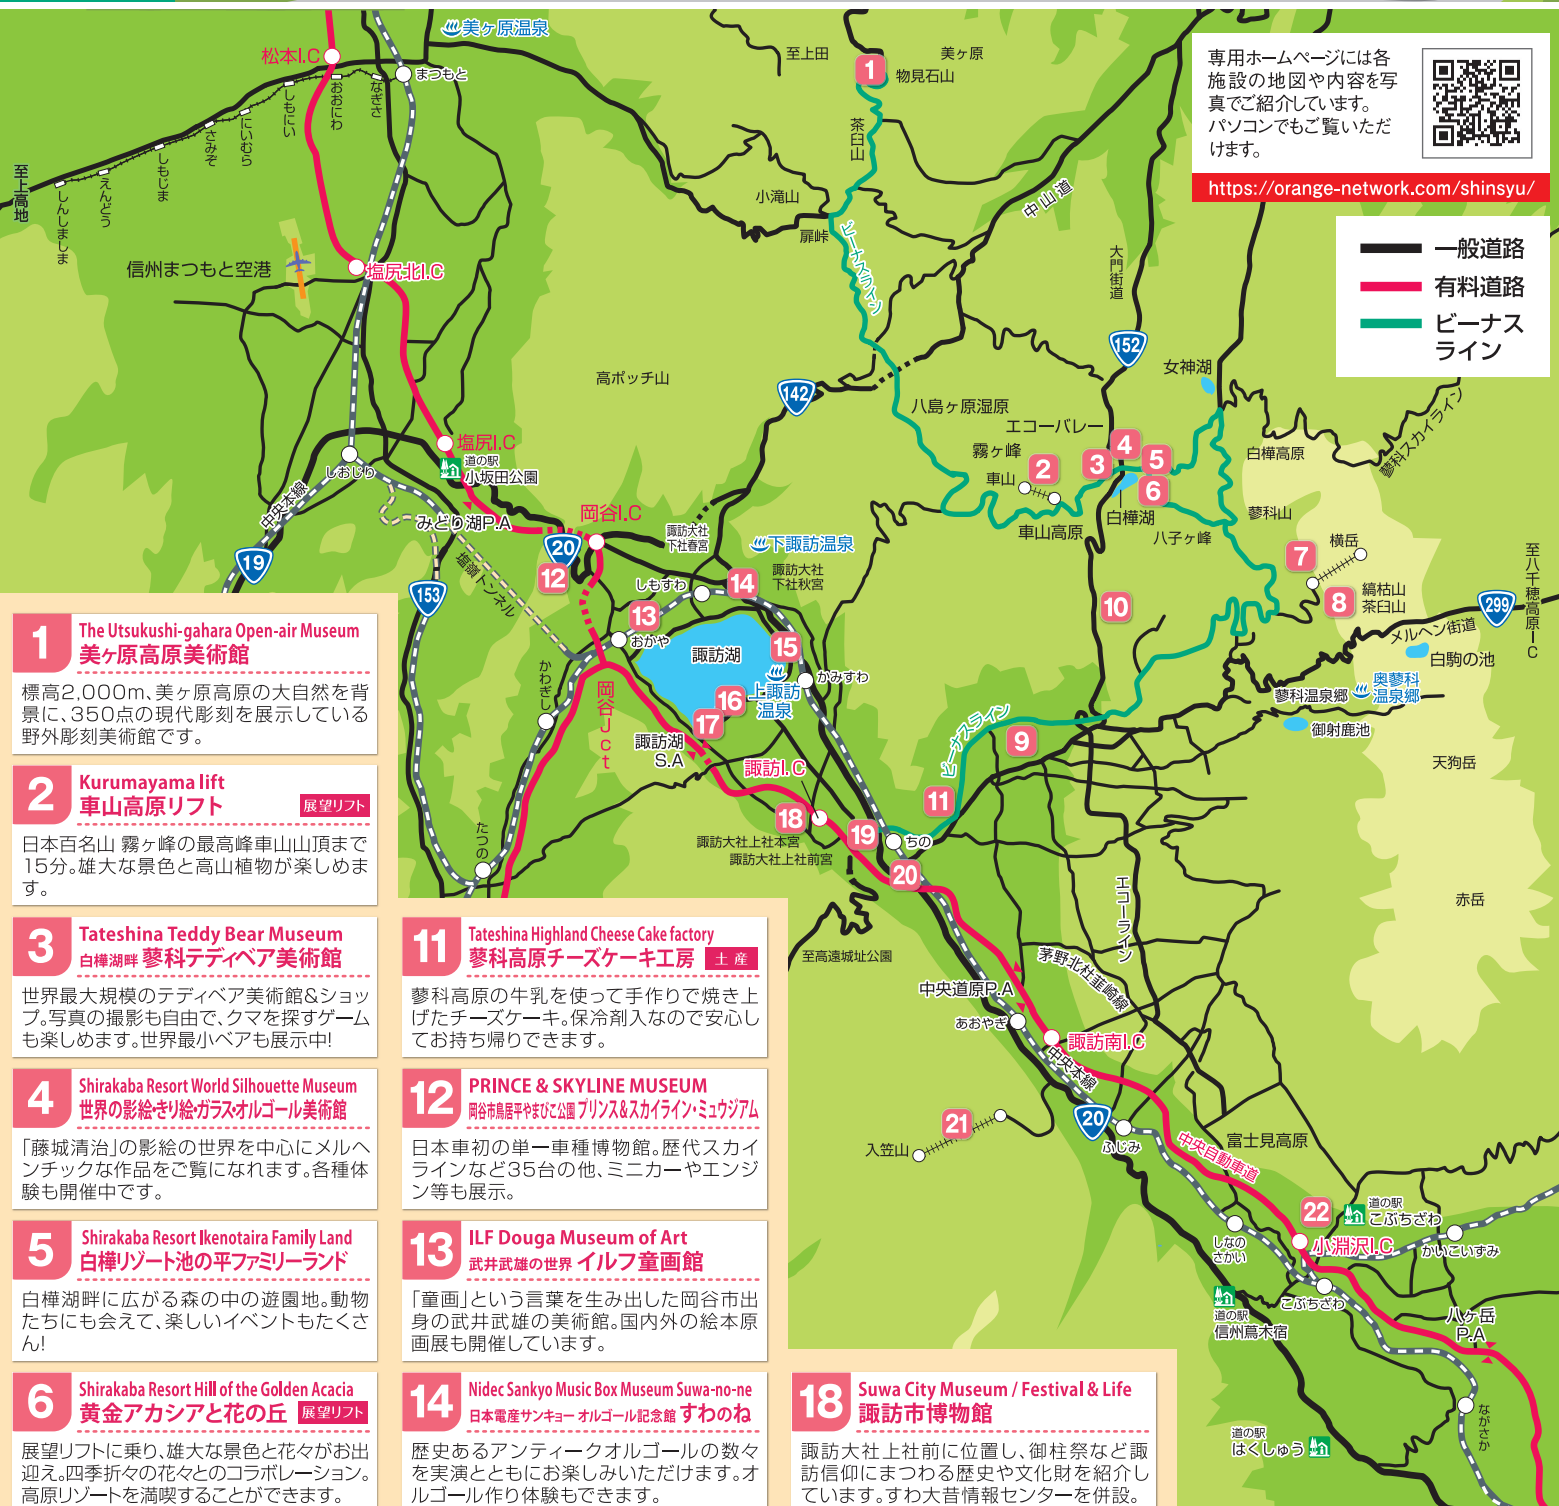 美ヶ原温泉
松本I.C
まつもと
至上田
美ヶ原
1
物見石山
専用ホームページには各
施設の地図や内容を写
真でご紹介しています。
パソコンでもご覧いただ
けます。
https://orange-network.com/shinsyu/
なぎさ
おおにわ
しもにい
にいむら
さみぞ
しもじま
えんどう
しんしましま
至上高地
茶臼山
小滝山
扉峠
ビーナスライン
中山道
大門街道
一般道路
有料道路
ビーナス
ライン
信州まつもと空港
塩尻北I.C
152
女神湖
高ボッチ山
142
八島ヶ原湿原
エコーバレー
霧ヶ峰
車山
2
3
4
5
6
白樺湖
車山高原
八子ヶ峰
白樺高原
蓼科スカイライン
蓼科山
塩尻I.C
道の駅
小坂田公園
しおじり
中央本線
みどり湖P.A
岡谷I.C
諏訪大社
下社春宮
下諏訪温泉
諏訪大社
下社秋宮
横岳
7
8
縞枯山
茶臼山
至八千穂高原I-C
19
20
12
153
塩嶺トンネル
しもすわ
14
13
おかや
諏訪湖
15
10
299
メルヘン街道
白駒の池
かわぎし
岡谷Jct
かみすわ
上諏訪
温泉
16
17
諏訪湖
S.A
蓼科温泉郷
奥蓼科
温泉郷
御射鹿池
ビーナスライン
9
諏訪I.C
天狗岳
11
18
19
ちの
たつの
諏訪大社上社本宮
諏訪大社上社前宮
20
エコーライン
赤岳
至高遠城址公園
中央道原P.A
茅野北杜韮崎線
あおやぎ
諏訪南I.C
中央本線
20
21
入笠山
ふじみ
中央自動車道
富士見高原
22
道の駅
こぶちざわ
しなの
さかい
小淵沢I.C
かいこいずみ
こぶちざわ
道の駅
信州蔦木宿
八ヶ岳
P.A
ながさか
道の駅
はくしゅう
1
The Utsukushi-gahara Open-air Museum
美ヶ原高原美術館
標高2,000m、美ヶ原高原の大自然を背
景に、350点の現代彫刻を展示している
野外彫刻美術館です。
2
Kurumayama lift
車山高原リフト 展望リフト
日本百名山 霧ヶ峰の最高峰車山山頂まで
15分。雄大な景色と高山植物が楽しめま
す。
3
Tateshina Teddy Bear Museum
白樺湖畔 蓼科テディベア美術館
世界最大規模のテディベア美術館&ショッ
プ。写真の撮影も自由で、クマを探すゲーム
も楽しめます。世界最小ベアも展示中!
4
Shirakaba Resort World Silhouette Museum
世界の影絵・きり絵・ガラス・オルゴール美術館
「藤城清治」の影絵の世界を中心にメルヘ
ンチックな作品をご覧になれます。各種体
験も開催中です。
5
Shirakaba Resort Ikenotaira Family Land
白樺リゾート池の平ファミリーランド
白樺湖畔に広がる森の中の遊園地。動物
たちにも会えて、楽しいイベントもたくさ
ん!
6
Shirakaba Resort Hill of the Golden Acacia
黄金アカシアと花の丘 展望リフト
展望リフトに乗り、雄大な景色と花々がお出
迎え。四季折々の花々とのコラボレーション。
高原リゾートを満喫することができます。
11
Tateshina Highland Cheese Cake factory
蓼科高原チーズケーキ工房 土産
蓼科高原の牛乳を使って手作りで焼き上
げたチーズケーキ。保冷剤入なので安心し
てお持ち帰りできます。
12
PRINCE & SKYLINE MUSEUM
岡谷市鳥居平やまびこ公園 プリンス&スカイライン・ミュウジアム
日本車初の単一車種博物館。歴代スカイ
ラインなど35台の他、ミニカーやエンジ
ン等も展示。
13
ILF Douga Museum of Art
武井武雄の世界 イルフ童画館
「童画」という言葉を生み出した岡谷市出
身の武井武雄の美術館。国内外の絵本原
画展も開催しています。
14
Nidec Sankyo Music Box Museum Suwa-no-ne
日本電産サンキョー オルゴール記念館 すわのね
歴史あるアンティークオルゴールの数々
を実演とともにお楽しみいただけます。オ
ルゴール作り体験もできます。
18
Suwa City Museum / Festival & Life
諏訪市博物館
諏訪大社上社前に位置し、御柱祭など諏
訪信仰にまつわる歴史や文化財を紹介し
ています。すわ大昔情報センターを併設。